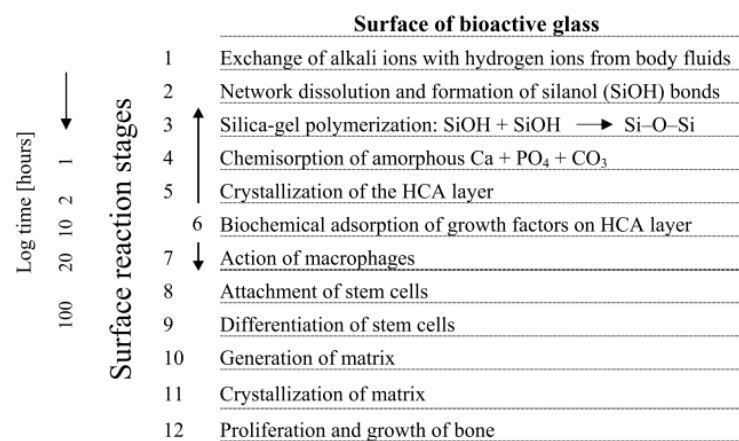 Surface of bioactive glass
1 Exchange of alkali ions with hydrogen ions from body fluids
2 Network dissolution and formation of silanol (SiOH) bonds
3 Silica-gel polymerization: SiOH + SiOH → Si–O–Si
4 Chemisorption of amorphous Ca + PO₄ + CO₃
5 Crystallization of the HCA layer
6 Biochemical adsorption of growth factors on HCA layer
7 Action of macrophages
8 Attachment of stem cells
9 Differentiation of stem cells
10 Generation of matrix
11 Crystallization of matrix
12 Proliferation and growth of bone
Log time [hours]
1
2
10
20
100
Surface reaction stages